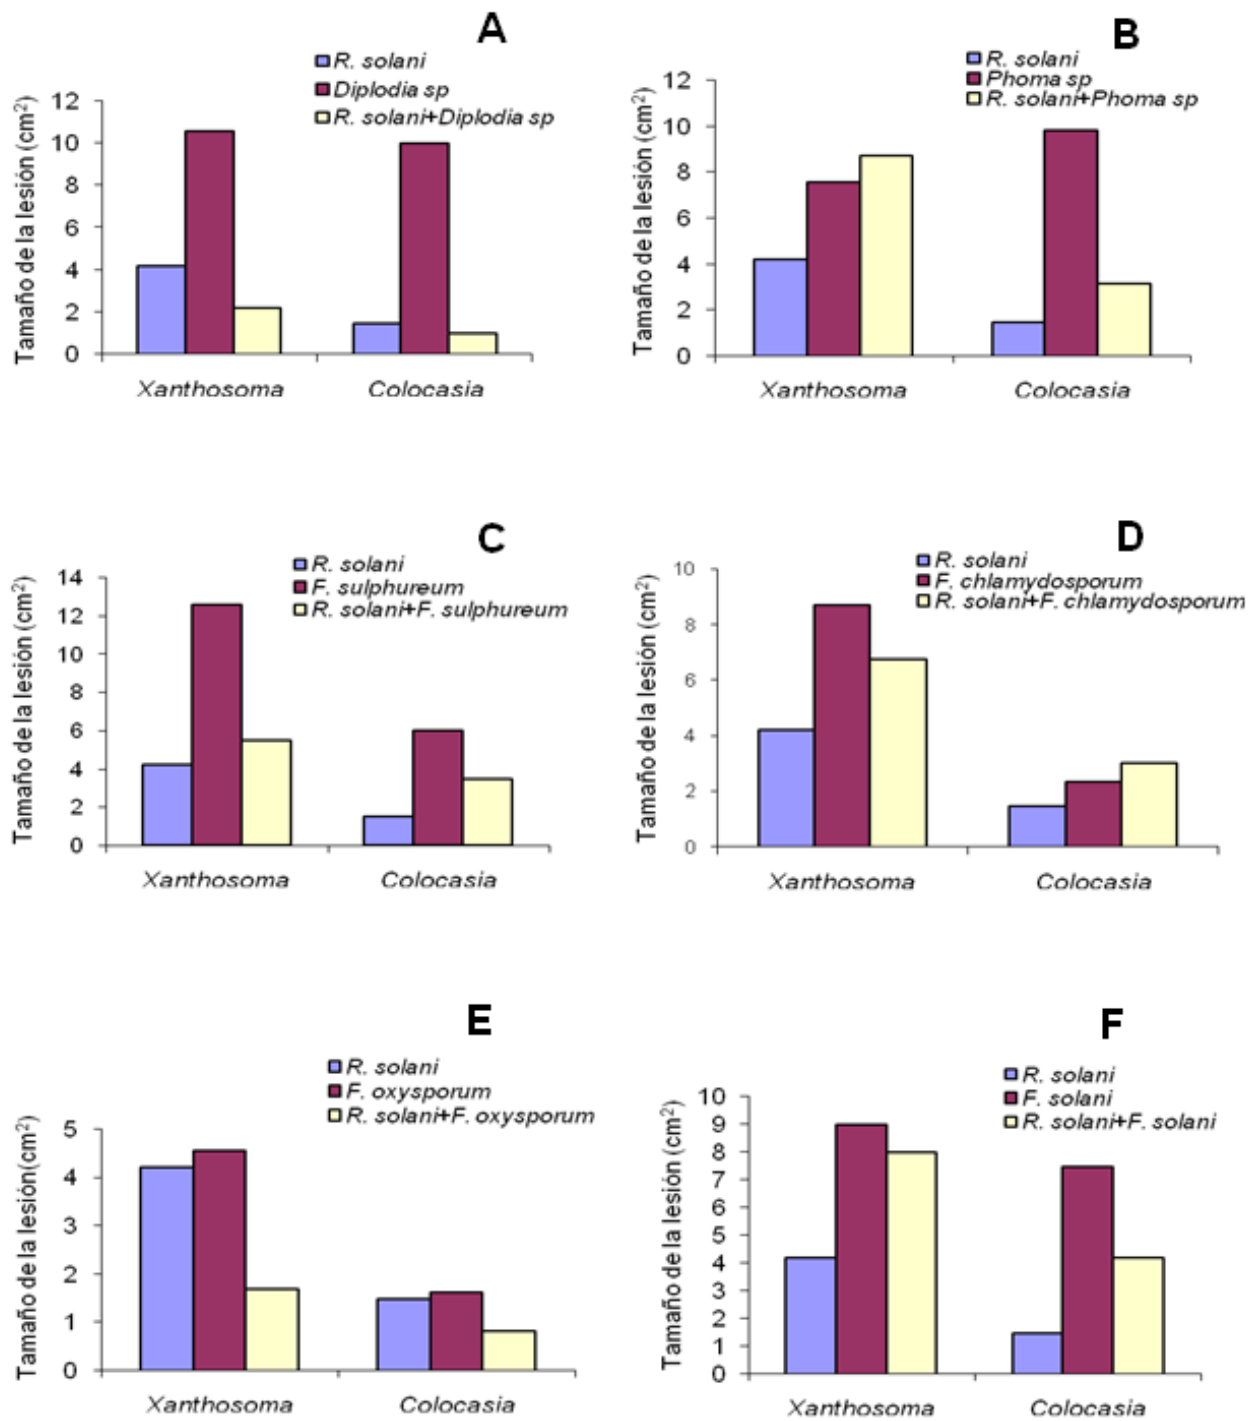 A
R. solani
Diplodia sp
R. solani+Diplodia sp
Tamaño de la lesión (cm²)
12
10
8
6
4
2
0
Xanthosoma
Colocasia
B
R. solani
Phoma sp
R. solani+Phoma sp
Tamaño de la lesión (cm²)
12
10
8
6
4
2
0
Xanthosoma
Colocasia
C
R. solani
F. sulphureum
R. solani+F. sulphureum
Tamaño de la lesión (cm²)
14
12
10
8
6
4
2
0
Xanthosoma
Colocasia
D
R. solani
F. chlamydosporum
R. solani+F. chlamydosporum
Tamaño de la lesión (cm²)
10
8
6
4
2
0
Xanthosoma
Colocasia
E
R. solani
F. oxysporum
R. solani+F. oxysporum
Tamaño de la lesión(cm²)
5
4
3
2
1
0
Xanthosoma
Colocasia
F
R. solani
F. solani
R. solani+F. solani
Tamaño de la lesión (cm²)
10
9
8
7
6
5
4
3
2
1
0
Xanthosoma
Colocasia